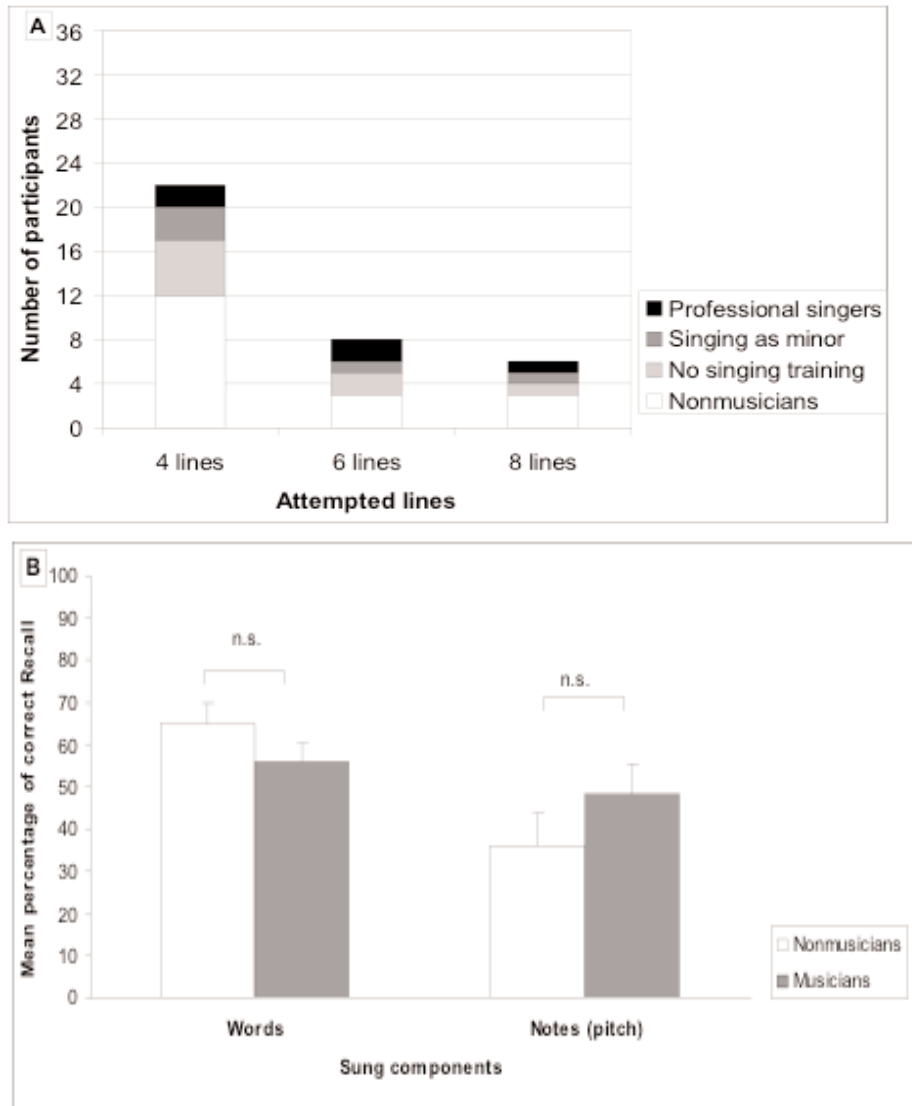 A
Number of participants
36
32
28
24
20
16
12
8
4
0
4 lines
6 lines
8 lines
Attempted lines
Professional singers
Singing as minor
No singing training
Nonmusicians
B
Mean percentage of correct Recall
100
90
80
70
60
50
40
30
20
10
0
n.s.
n.s.
Words
Notes (pitch)
Sung components
Nonmusicians
Musicians